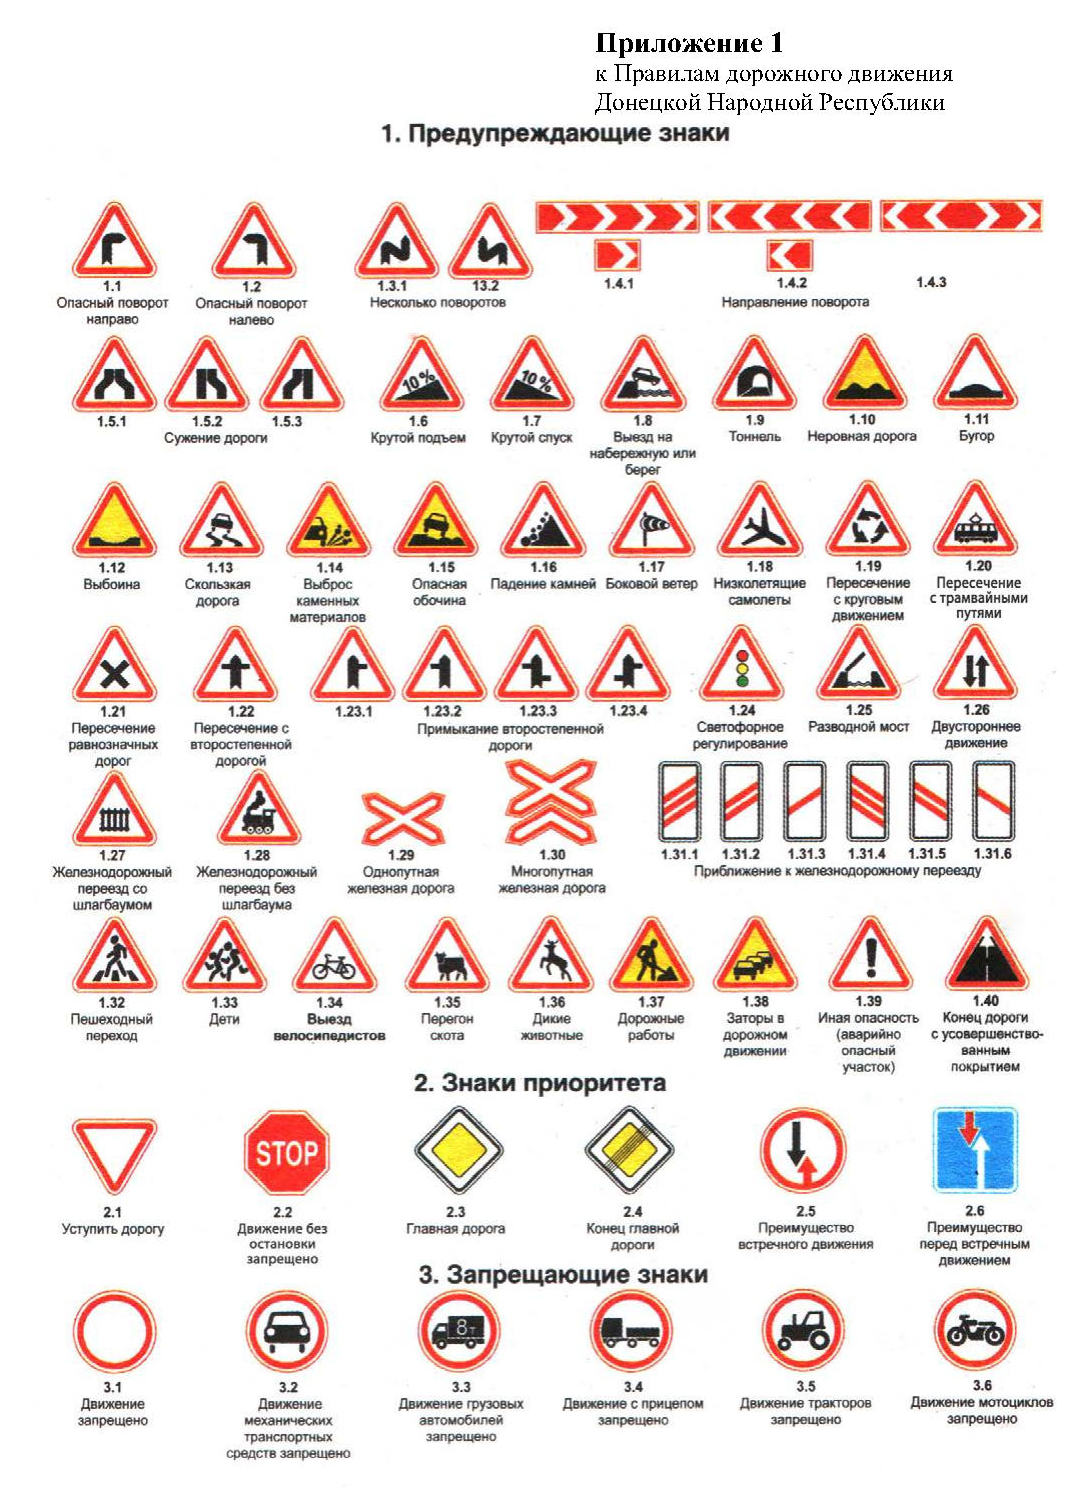 Приложение 1
к Правилам дорожного движения
Донецкой Народной Республики
1. Предупреждающие знаки
1.1
Опасный поворот
направо
1.2
Опасный поворот
налево
1.3.1
13.2
Несколько поворотов
1.4.1
1.4.2
Направление поворота
1.4.3
1.5.1
1.5.2
1.5.3
Сужение дороги
10%
1.6
Крутой подъем
10%
1.7
Крутой спуск
1.8
Выезд на
набережную или
берег
1.9
Тоннель
1.10
Неровная дорога
1.11
Бугор
1.12
Выбоина
1.13
Скользкая
дорога
1.14
Выброс
каменных
материалов
1.15
Опасная
обочина
1.16
Падение камней
1.17
Боковой ветер
1.18
Низколетящие
самолеты
1.19
Пересечение
с круговым
движением
1.20
Пересечение
с трамвайными
путями
1.21
Пересечение
равнозначных
дорог
1.22
Пересечение с
второстепенной
дорогой
1.23.1
1.23.2
1.23.3
1.23.4
Примыкание второстепенной
дороги
1.24
Светофорное
регулирование
1.25
Разводной мост
1.26
Двустороннее
движение
1.27
Железнодорожный
переезд со
шлагбаумом
1.28
Железнодорожный
переезд без
шлагбаума
1.29
Однопутная
железная дорога
1.30
Многопутная
железная дорога
1.31.1
1.31.2
1.31.3
1.31.4
1.31.5
1.31.6
Приближение к железнодорожному переезду
1.32
Пешеходный
переход
1.33
Дети
1.34
Выезд
велосипедистов
1.35
Перегон
скота
1.36
Дикие
животные
1.37
Дорожные
работы
1.38
Заторы в
дорожном
движении
1.39
Иная опасность
(аварийно
опасный
участок)
1.40
Конец дороги
с усовершенство-
ванным
покрытием
2. Знаки приоритета
2.1
Уступить дорогу
STOP
2.2
Движение без
остановки
запрещено
2.3
Главная дорога
2.4
Конец главной
дороги
2.5
Преимущество
встречного движения
2.6
Преимущество
перед встречным
движением
3. Запрещающие знаки
3.1
Движение
запрещено
3.2
Движение
механических
транспортных
средств запрещено
8т
3.3
Движение грузовых
автомобилей
запрещено
3.4
Движение с прицепом
запрещено
3.5
Движение тракторов
запрещено
3.6
Движение мотоциклов
запрещено